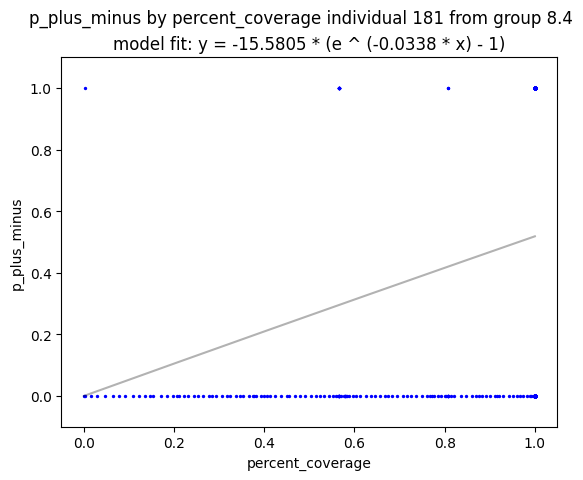 p_plus_minus by percent_coverage individual 181 from group 8.4
model fit: y = -15.5805 * (e ^ (-0.0338 * x) - 1)
1.0
0.8
0.6
0.4
0.2
0.0
p_plus_minus
0.0 0.2 0.4 0.6 0.8 1.0
percent_coverage